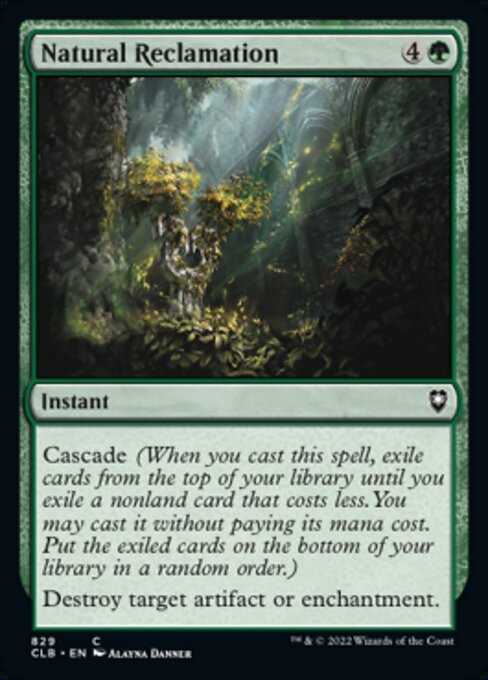 Natural Reclamation 4
Instant
Cascade (When you cast this spell, exile
cards from the top of your library until you
exile a nonland card that costs less. You
may cast it without paying its mana cost.
Put the exiled cards on the bottom of your
library in a random order.)
Destroy target artifact or enchantment.
829 C
CLB • EN Alayna Danner
™ & © 2022 Wizards of the Coast